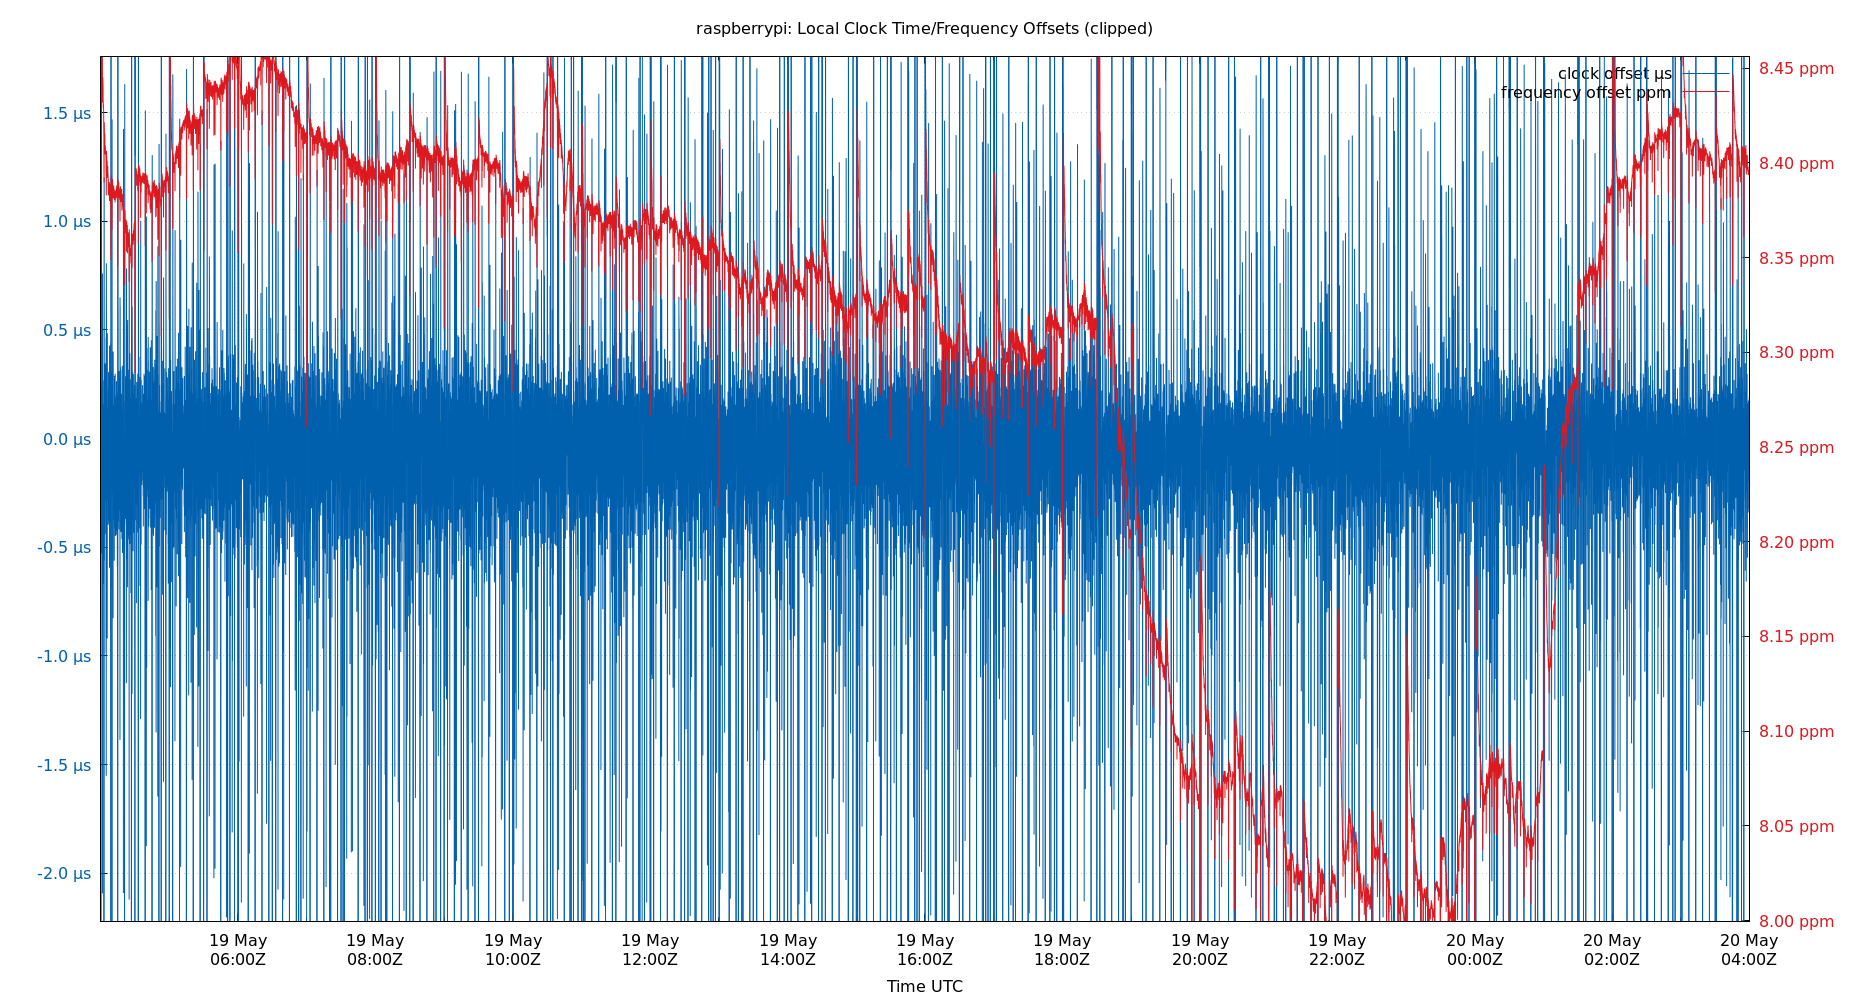 raspberrypi: Local Clock Time/Frequency Offsets (clipped)
clock offset µs
frequency offset ppm
1.5 µs
1.0 µs
0.5 µs
0.0 µs
-0.5 µs
-1.0 µs
-1.5 µs
-2.0 µs
8.45 ppm
8.40 ppm
8.35 ppm
8.30 ppm
8.25 ppm
8.20 ppm
8.15 ppm
8.10 ppm
8.05 ppm
8.00 ppm
19 May
06:00Z
19 May
08:00Z
19 May
10:00Z
19 May
12:00Z
19 May
14:00Z
19 May
16:00Z
19 May
18:00Z
19 May
20:00Z
19 May
22:00Z
20 May
00:00Z
20 May
02:00Z
20 May
04:00Z
Time UTC